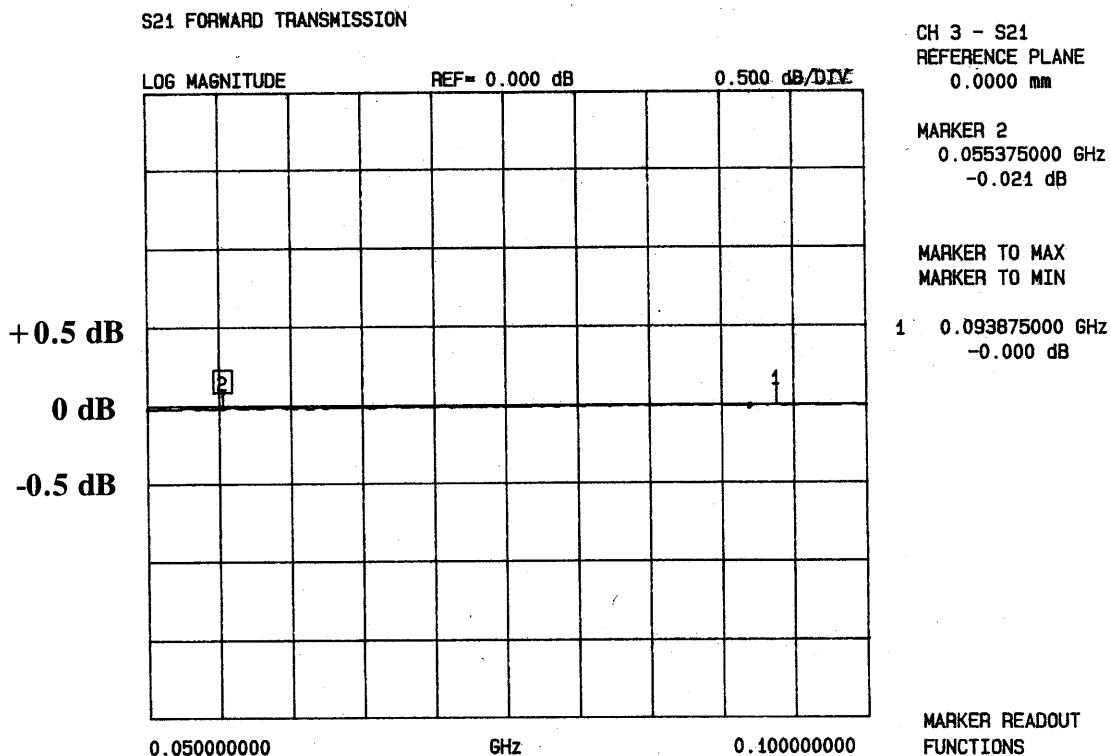 S21 FORWARD TRANSMISSION
LOG MAGNITUDE REF= 0.000 dB 0.500 dB/DIV
CH 3 - S21
REFERENCE PLANE
0.0000 mm
MARKER 2
0.055375000 GHz
-0.021 dB
MARKER TO MAX
MARKER TO MIN
1 0.093875000 GHz
-0.000 dB
+0.5 dB
2 1
0 dB
-0.5 dB
0.050000000 GHz 0.100000000
MARKER READOUT
FUNCTIONS